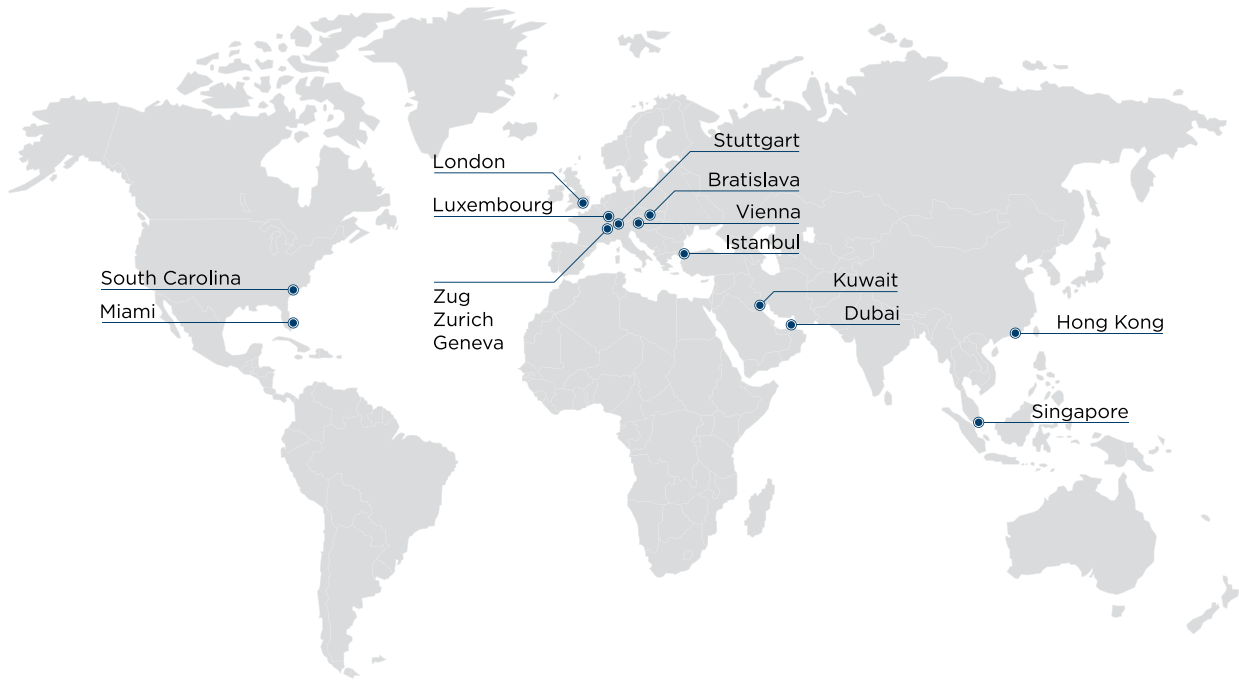 Stuttgart
London
Bratislava
Luxembourg
Vienna
Istanbul
South Carolina
Kuwait
Zug
Miami
Dubai
Zurich
Hong Kong
Geneva
Singapore